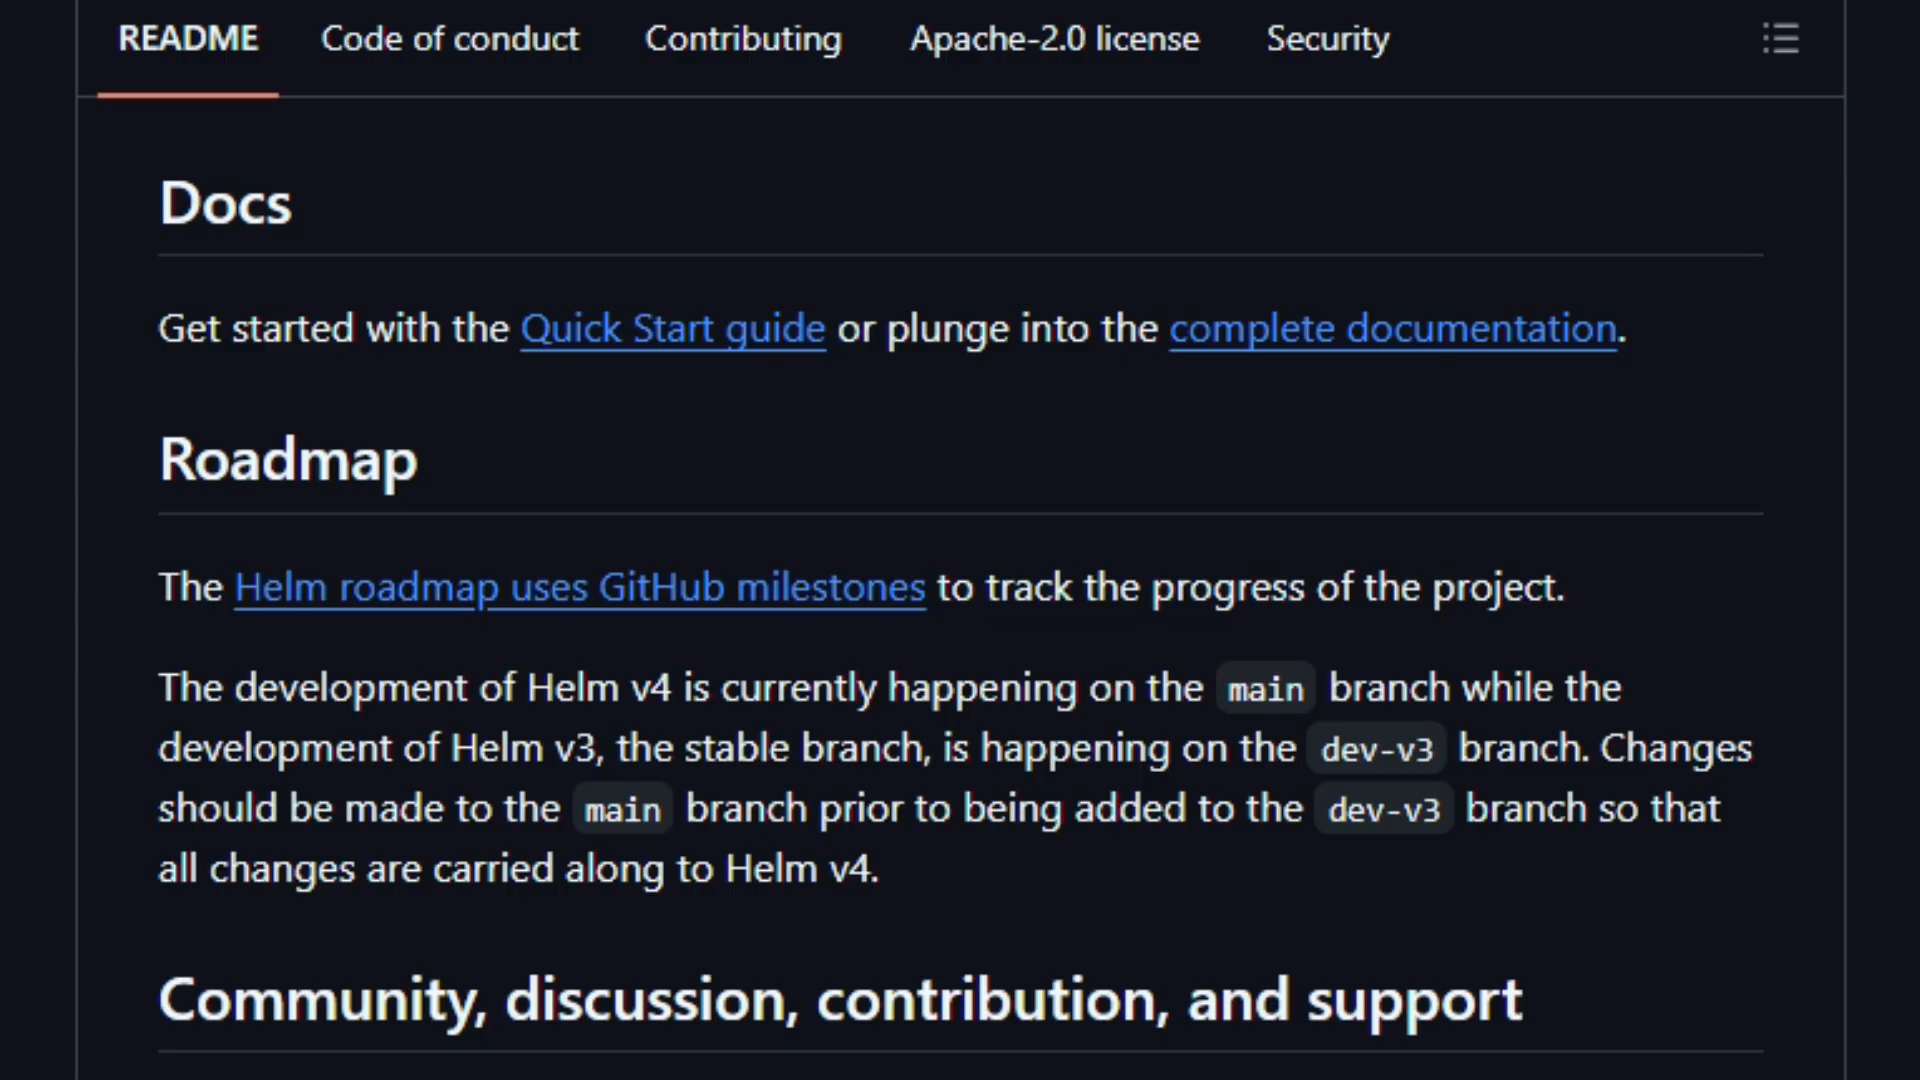 README Code of conduct Contributing Apache-2.0 license Security
Docs
Get started with the Quick Start guide or plunge into the complete documentation.
Roadmap
The Helm roadmap uses GitHub milestones to track the progress of the project.
The development of Helm v4 is currently happening on the main branch while the
development of Helm v3, the stable branch, is happening on the dev-v3 branch. Changes
should be made to the main branch prior to being added to the dev-v3 branch so that
all changes are carried along to Helm v4.
Community, discussion, contribution, and support